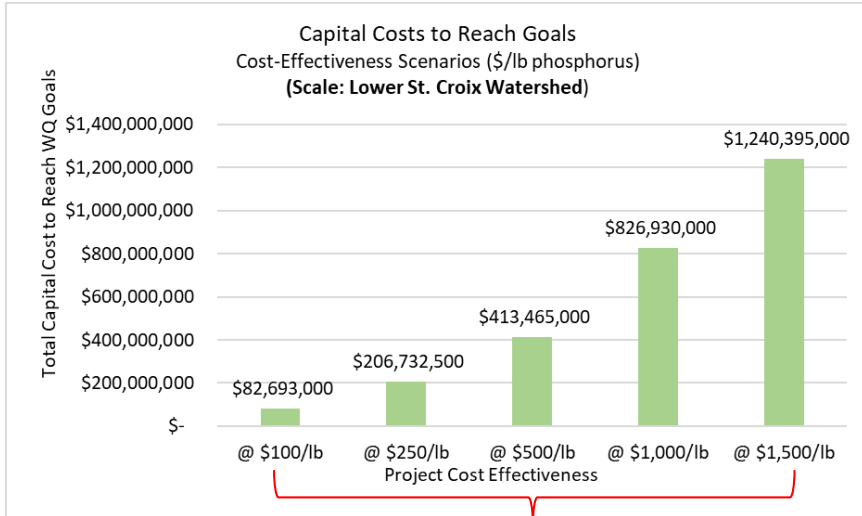 Capital Costs to Reach Goals
Cost-Effectiveness Scenarios ($/lb phosphorus)
(Scale: Lower St. Croix Watershed)
Total Capital Cost to Reach WQ Goals
$1,400,000,000
$1,200,000,000
$1,000,000,000
$800,000,000
$600,000,000
$400,000,000
$200,000,000
$-
$82,693,000
$206,732,500
$413,465,000
$826,930,000
$1,240,395,000
@ $100/lb @ $250/lb @ $500/lb @ $1,000/lb @ $1,500/lb
Project Cost Effectiveness